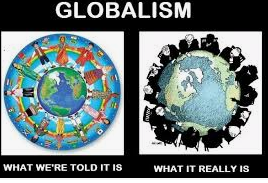 GLOBALISM
WHAT WE'RE TOLD IT IS
WHAT IT REALLY IS